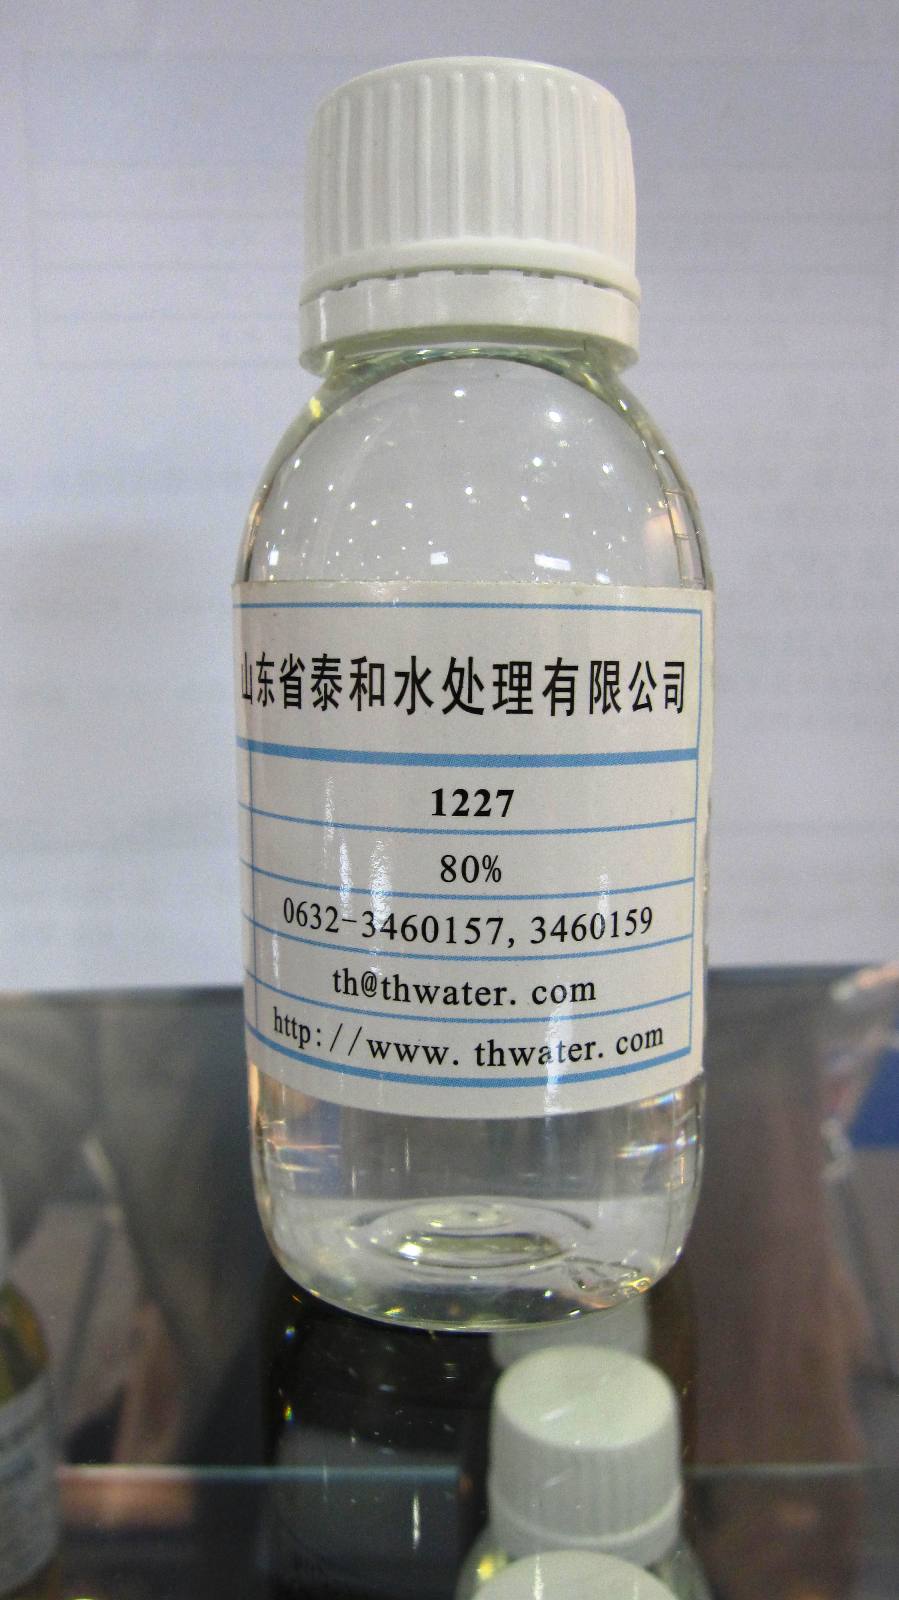 山东省泰和水处理有限公司
1227
80%
0632-3460157, 3460159
th@thwater. com
http://www. thwater. com